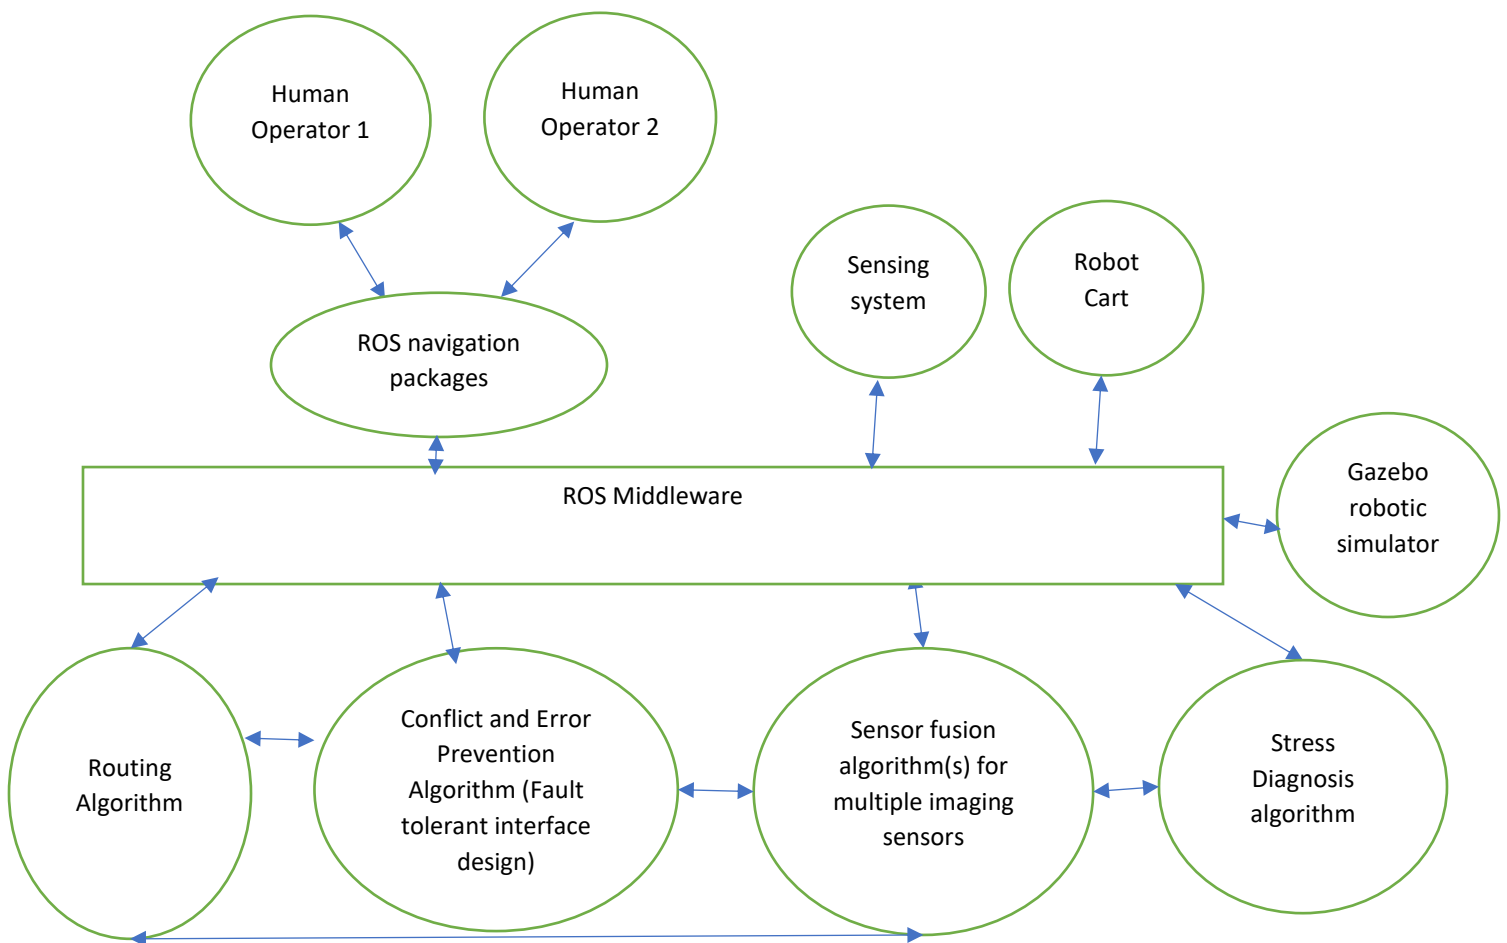 Human
Operator 1
Human
Operator 2
Sensing
system
Robot
Cart
ROS navigation
packages
ROS Middleware
Gazebo
robotic
simulator
Routing
Algorithm
Conflict and Error
Prevention
Algorithm (Fault
tolerant interface
design)
Sensor fusion
algorithm(s) for
multiple imaging
sensors
Stress
Diagnosis
algorithm